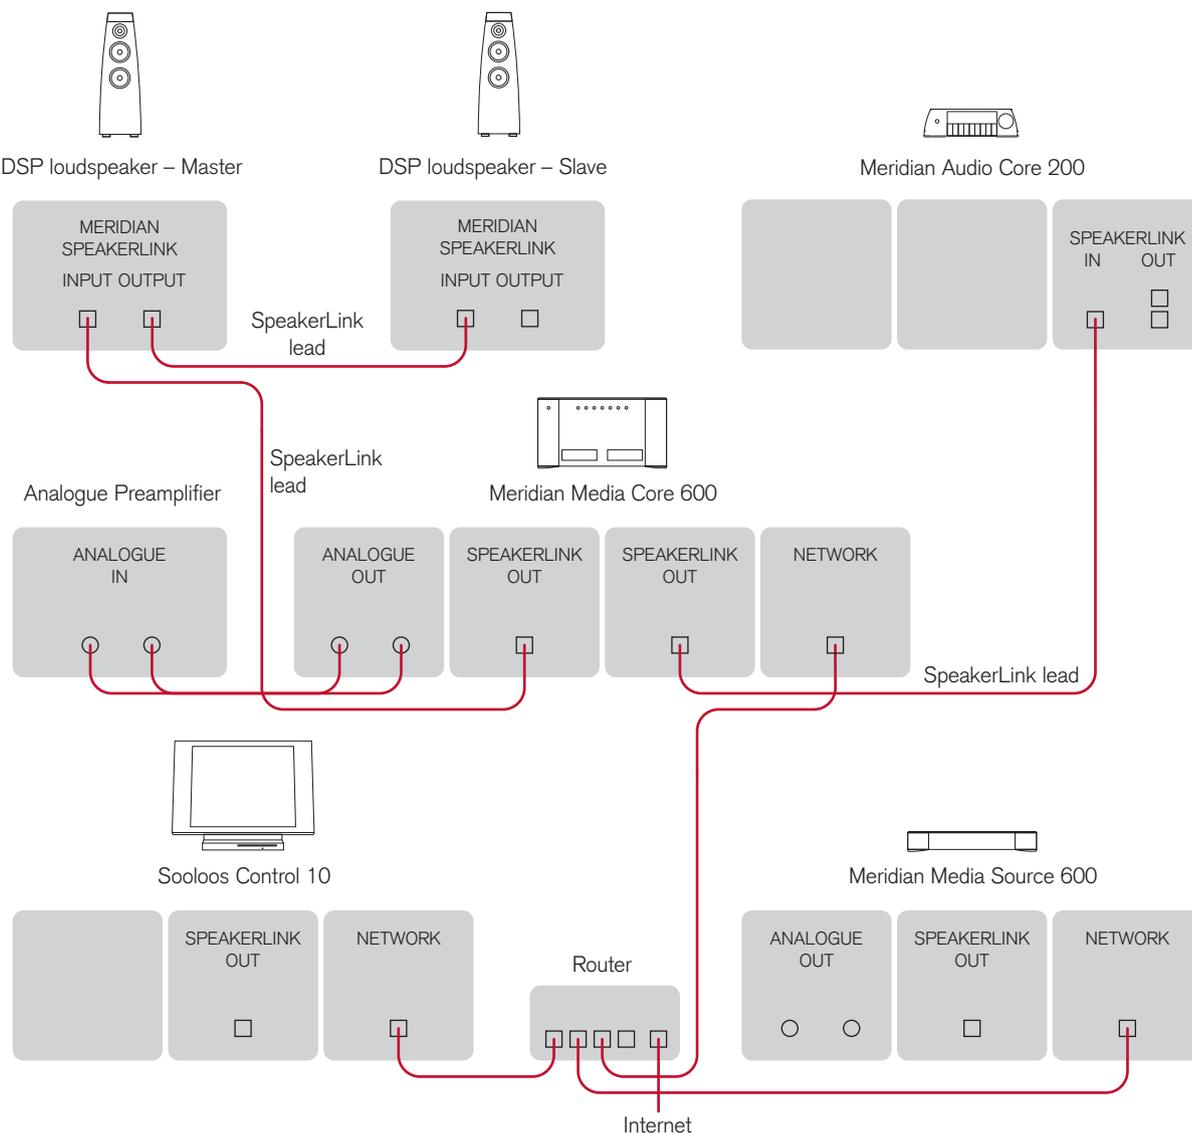 DSP loudspeaker – Master
DSP loudspeaker – Slave
Meridian Audio Core 200
MERIDIAN
SPEAKERLINK
INPUT OUTPUT
MERIDIAN
SPEAKERLINK
INPUT OUTPUT
SPEAKERLINK
IN OUT
SpeakerLink
lead
SpeakerLink
lead
Analogue Preamplifier
Meridian Media Core 600
ANALOGUE
IN
ANALOGUE
OUT
SPEAKERLINK
OUT
SPEAKERLINK
OUT
NETWORK
SpeakerLink lead
Sooloos Control 10
Meridian Media Source 600
SPEAKERLINK
OUT
NETWORK
Router
ANALOGUE
OUT
SPEAKERLINK
OUT
NETWORK
Internet